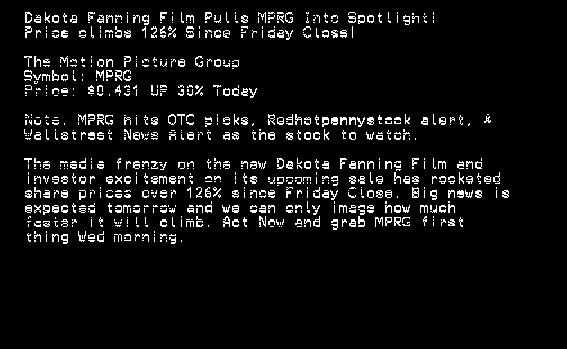 Dakota Fanning Film Pulls MPRG Into Spotlight!
Price climbs 126% Since Friday Close!
The Motion Picture Group
Symbol: MPRG
Price: $0.431 UP 30% Today
Note. MPRG hits OTC picks, Redhotpennystock alert, &
Wallstreet News Alert as the stock to watch.
The media frenzy on the new Dakota Fanning Film and
investor excitement on its upcoming sale has rocketed
share prices over 126% since Friday Close. Big news is
expected tomorrow and we can only image how much
faster it will climb. Act Now and grab MPRG first
thing Wed morning.